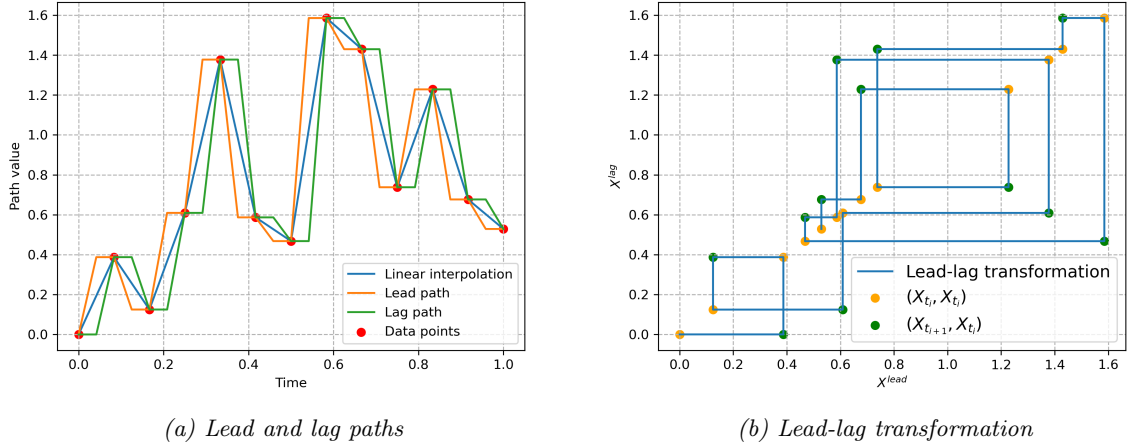 1.6
1.4
1.2
1.0
0.8
0.6
0.4
0.2
0.0
Path value
0.0 0.2 0.4 0.6 0.8 1.0
Time
Linear interpolation
Lead path
Lag path
Data points
(a) Lead and lag paths
1.6
1.4
1.2
1.0
0.8
0.6
0.4
0.2
0.0
X^{lag}
0.0 0.2 0.4 0.6 0.8 1.0 1.2 1.4 1.6
X^{lead}
Lead-lag transformation
(X_{t_i}, X_{t_i})
(X_{t_{i+1}}, X_{t_i})
(b) Lead-lag transformation